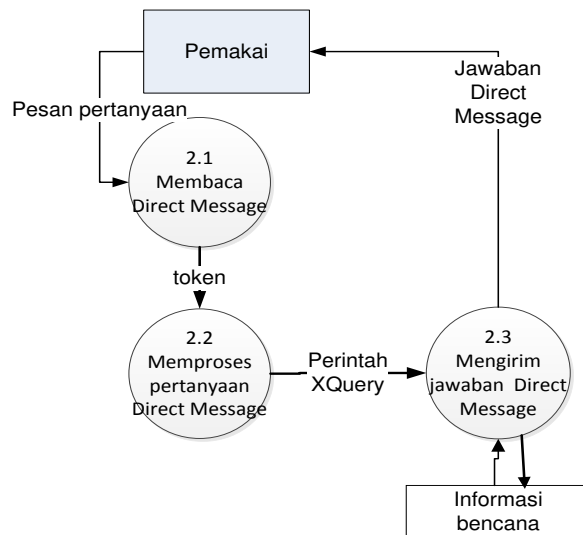 Pemakai
Pesan pertanyaan
Jawaban
Direct
Message
2.1
Membaca
Direct Message
token
2.2
Memproses
pertanyaan
Direct Message
Perintah
XQuery
2.3
Mengirim
jawaban Direct
Message
Informasi
bencana